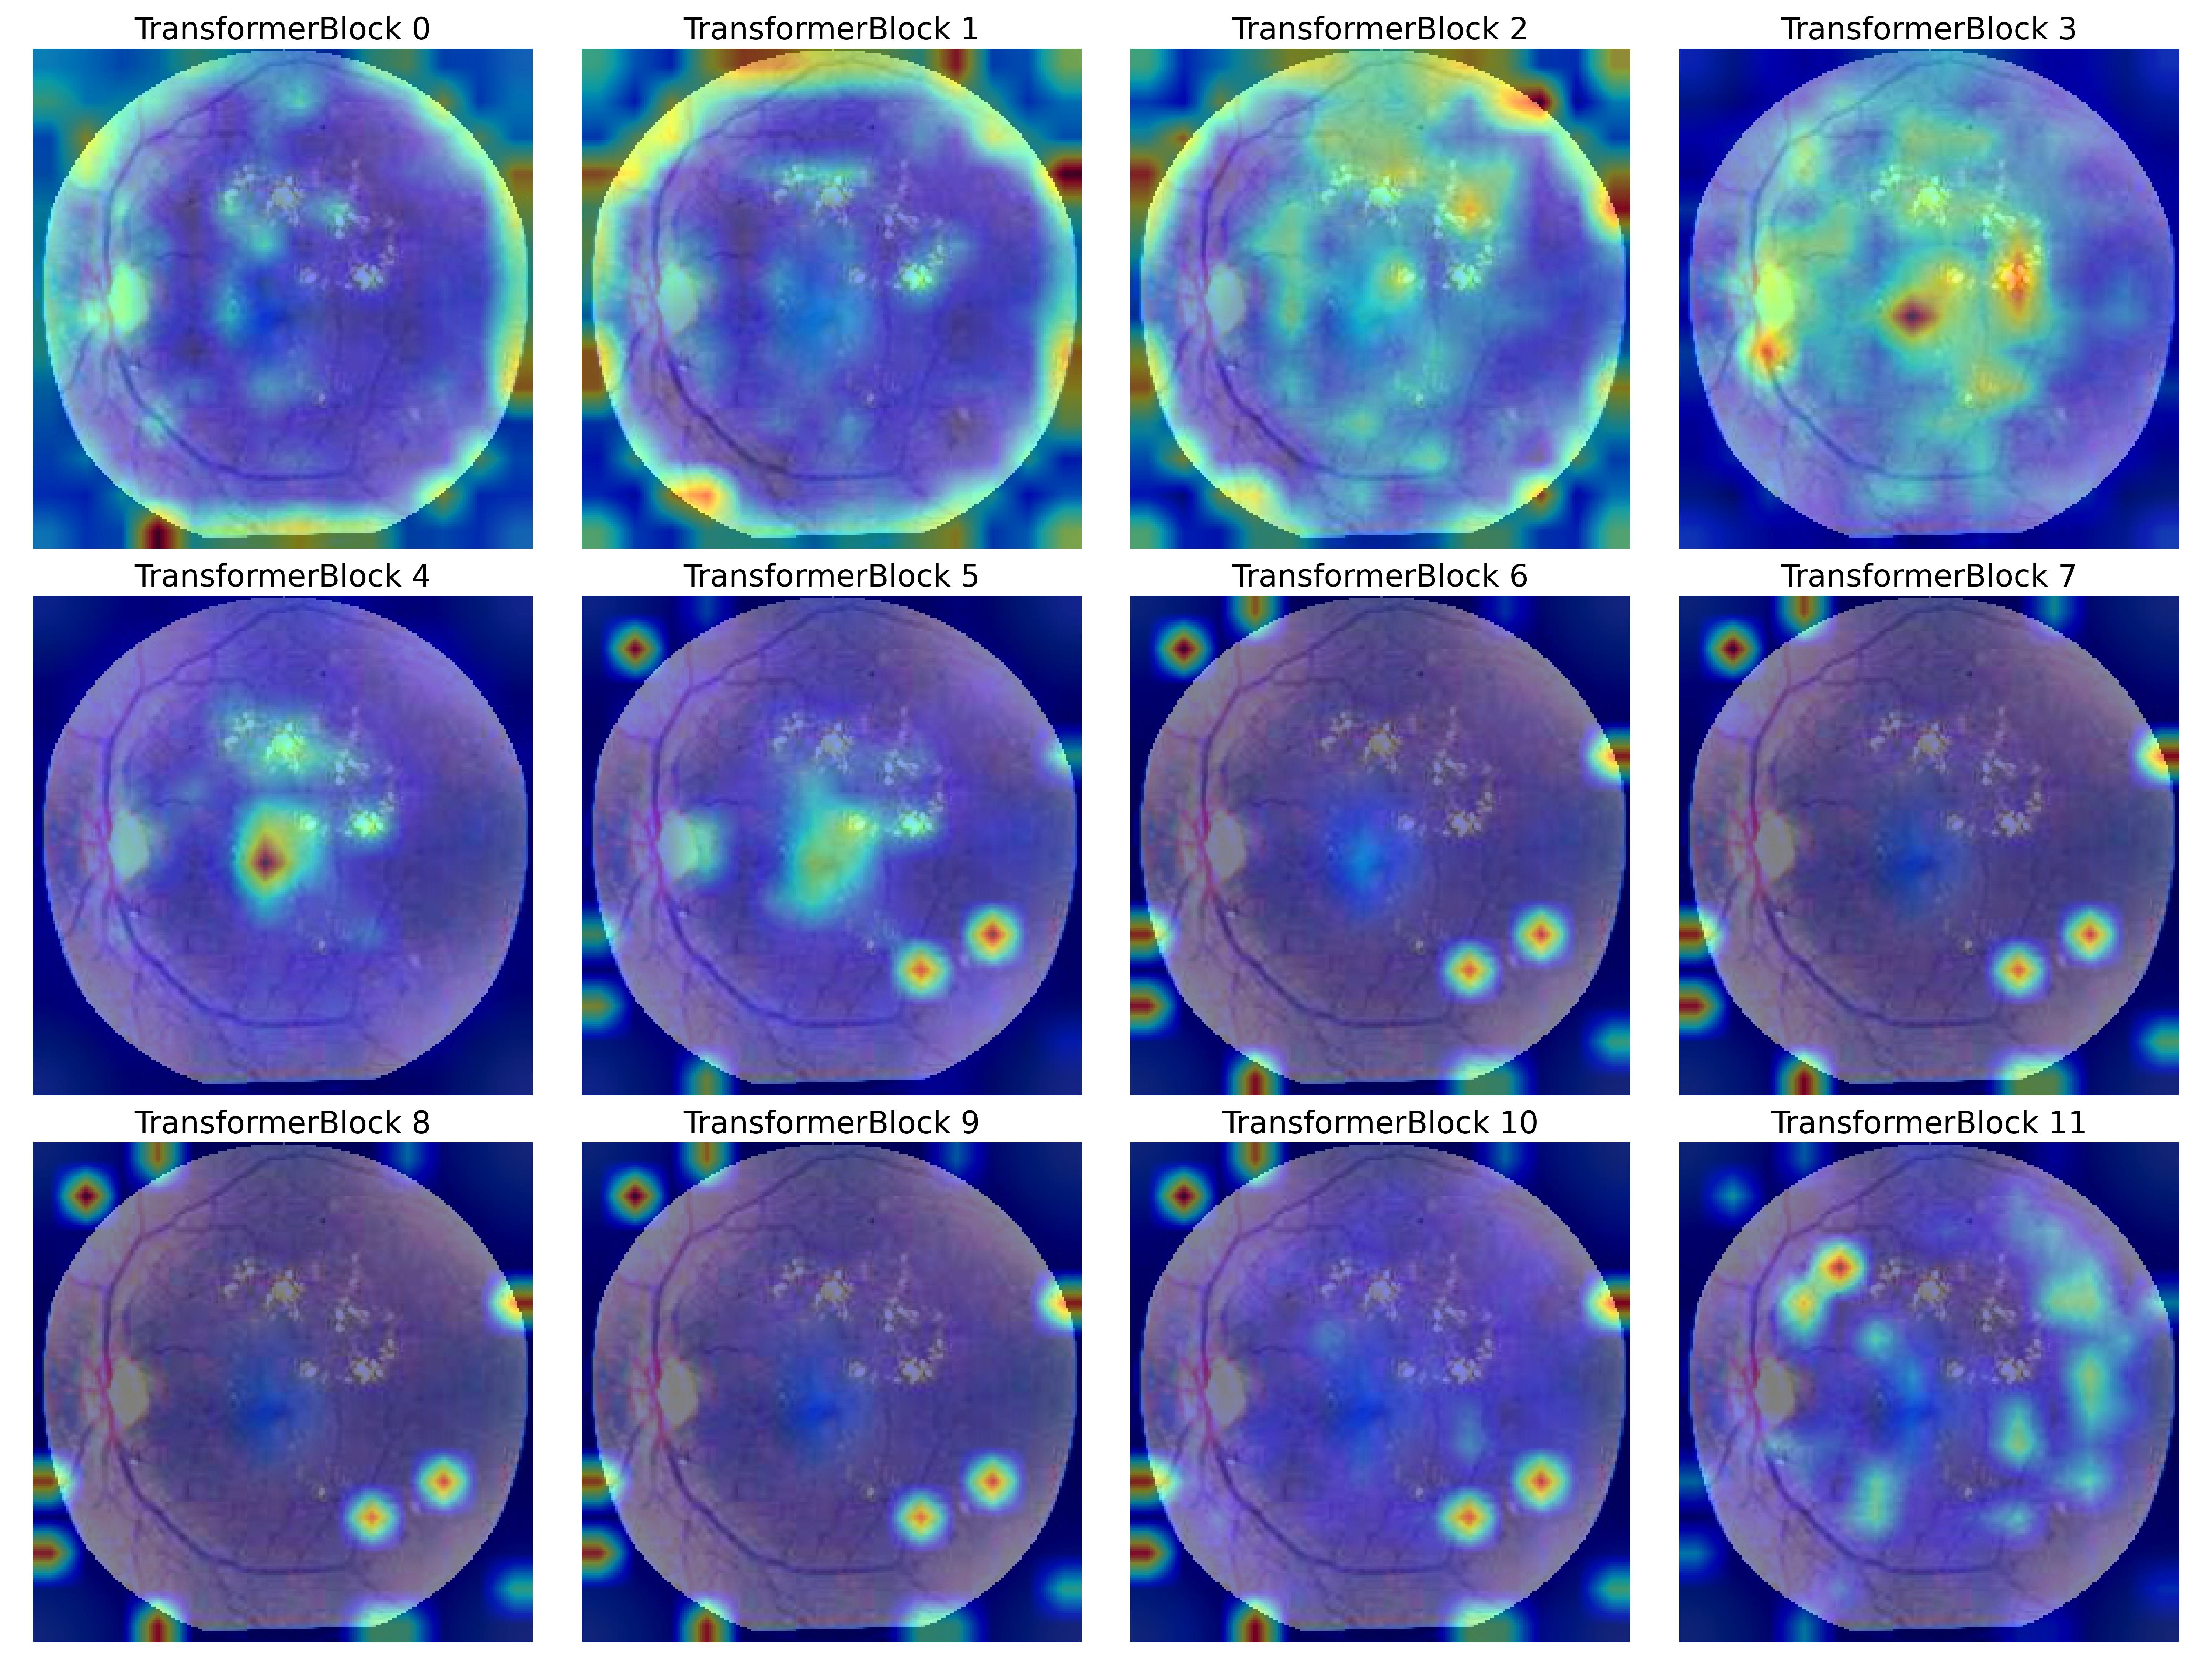 TransformerBlock 0
TransformerBlock 1
TransformerBlock 2
TransformerBlock 3
TransformerBlock 4
TransformerBlock 5
TransformerBlock 6
TransformerBlock 7
TransformerBlock 8
TransformerBlock 9
TransformerBlock 10
TransformerBlock 11